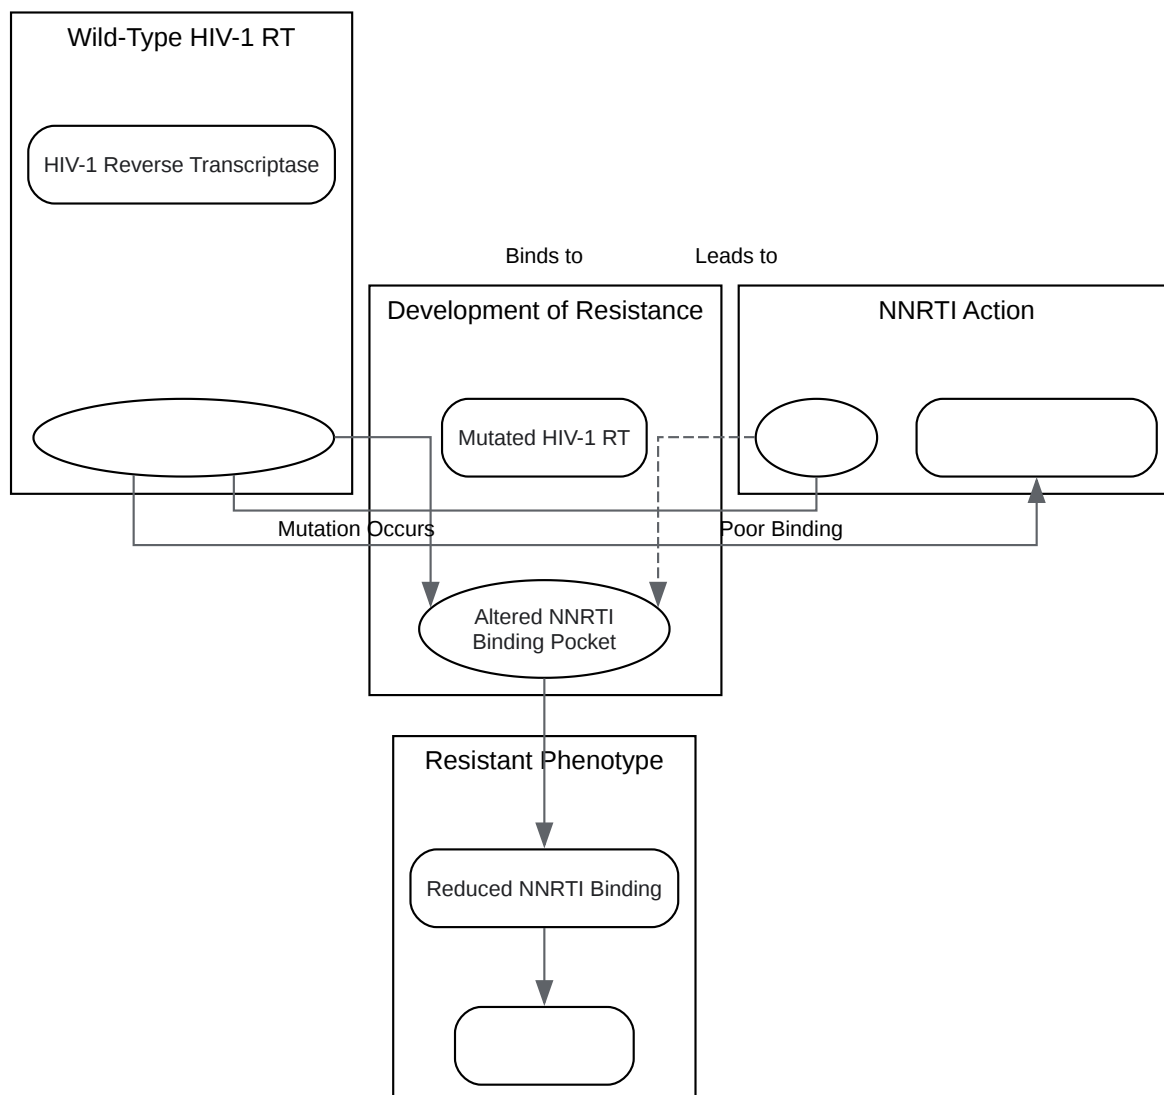 Wild-Type HIV-1 RT
HIV-1 Reverse Transcriptase
Binds to
Leads to
Development of Resistance
NNRTI Action
Mutated HIV-1 RT
Mutation Occurs
Poor Binding
Altered NNRTI
Binding Pocket
Resistant Phenotype
Reduced NNRTI Binding